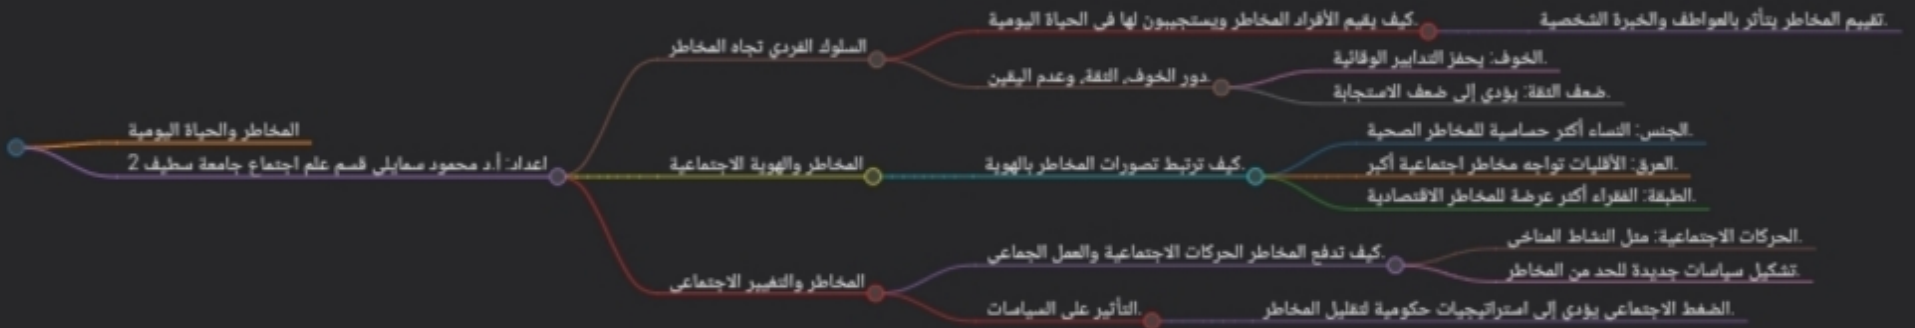 المخاطر والحياة اليومية
اعداد: أ.د محمود سمايلي قسم علم اجتماع جامعة سطيف 2
السلوك الفردي تجاه المخاطر
كيف يقيم الأفراد المخاطر ويستجيبون لها في الحياة اليومية.
تقييم المخاطر يتأثر بالعواطف والخبرة الشخصية.
دور الخوف، الثقة، وعدم اليقين.
الخوف: يحفز التدابير الوقائية.
ضعف الثقة: يؤدي إلى ضعف الاستجابة.
المخاطر والهوية الاجتماعية
كيف ترتبط تصورات المخاطر بالهوية.
الجنس: النساء أكثر حساسية للمخاطر الصحية.
العرق: الأقليات تواجه مخاطر اجتماعية أكبر.
الطبقة: الفقراء أكثر عرضة للمخاطر الاقتصادية.
المخاطر والتغيير الاجتماعي
كيف تدفع المخاطر الحركات الاجتماعية والعمل الجماعي.
الحركات الاجتماعية: مثل النشاط المناخي.
تشكيل سياسات جديدة للحد من المخاطر.
التأثير على السياسات.
الضغط الاجتماعي يؤدي إلى استراتيجيات حكومية لتقليل المخاطر.